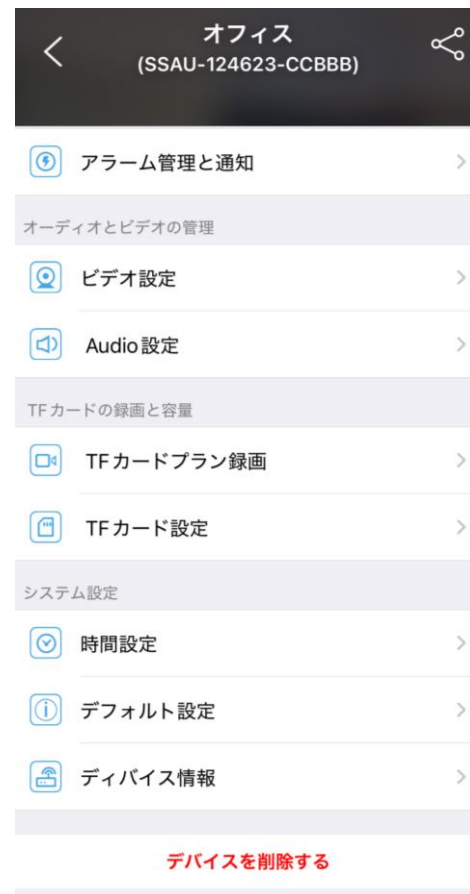 オフィス
(SSAU-124623-CCBBB)
アラーム管理と通知
オーディオとビデオの管理
ビデオ設定
Audio設定
TFカードの録画と容量
TFカードプラン録画
TFカード設定
システム設定
時間設定
デフォルト設定
ディバイス情報
デバイスを削除する